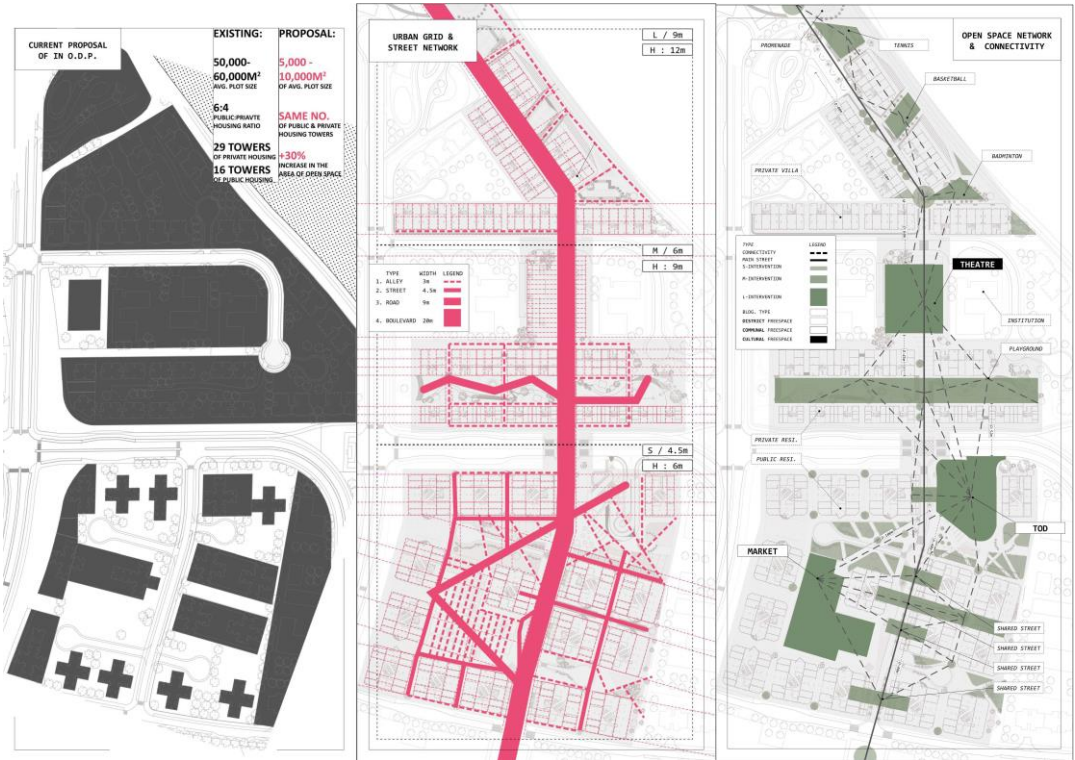 CURRENT PROPOSAL
OF IN O.D.P.
EXISTING:
50,000-
60,000M²
AVG. PLOT SIZE
6:4
PUBLIC:PRIAVTE
HOUSING RATIO
29 TOWERS
OF PRIVATE HOUSING
16 TOWERS
OF PUBLIC HOUSING
PROPOSAL:
5,000 -
10,000M²
OF AVG. PLOT SIZE
SAME NO.
OF PUBLIC & PRIVATE
HOUSING TOWERS
+30%
INCREASE IN THE
AREA OF OPEN SPACE
URBAN GRID &
STREET NETWORK
L / 9m
H : 12m
M / 6m
H : 9m
TYPE WIDTH LEGEND
1. ALLEY 3m
2. STREET 4.5m
3. ROAD 9m
4. BOULEVARD 20m
S / 4.5m
H : 6m
OPEN SPACE NETWORK
& CONNECTIVITY
PROMENADE
TENNIS
BASKETBALL
BADMINTON
PRIVATE VILLA
TYPE LEGEND
CONNECTIVITY
MAIN STREET
S-INTERVENTION
M-INTERVENTION
L-INTERVENTION
BLDG. TYPE
DISTRICT FREESPACE
COMMUNAL FREESPACE
CULTURAL FREESPACE
THEATRE
INSTITUTION
PLAYGROUND
PRIVATE RESI.
PUBLIC RESI.
TOD
MARKET
SHARED STREET
SHARED STREET
SHARED STREET
SHARED STREET